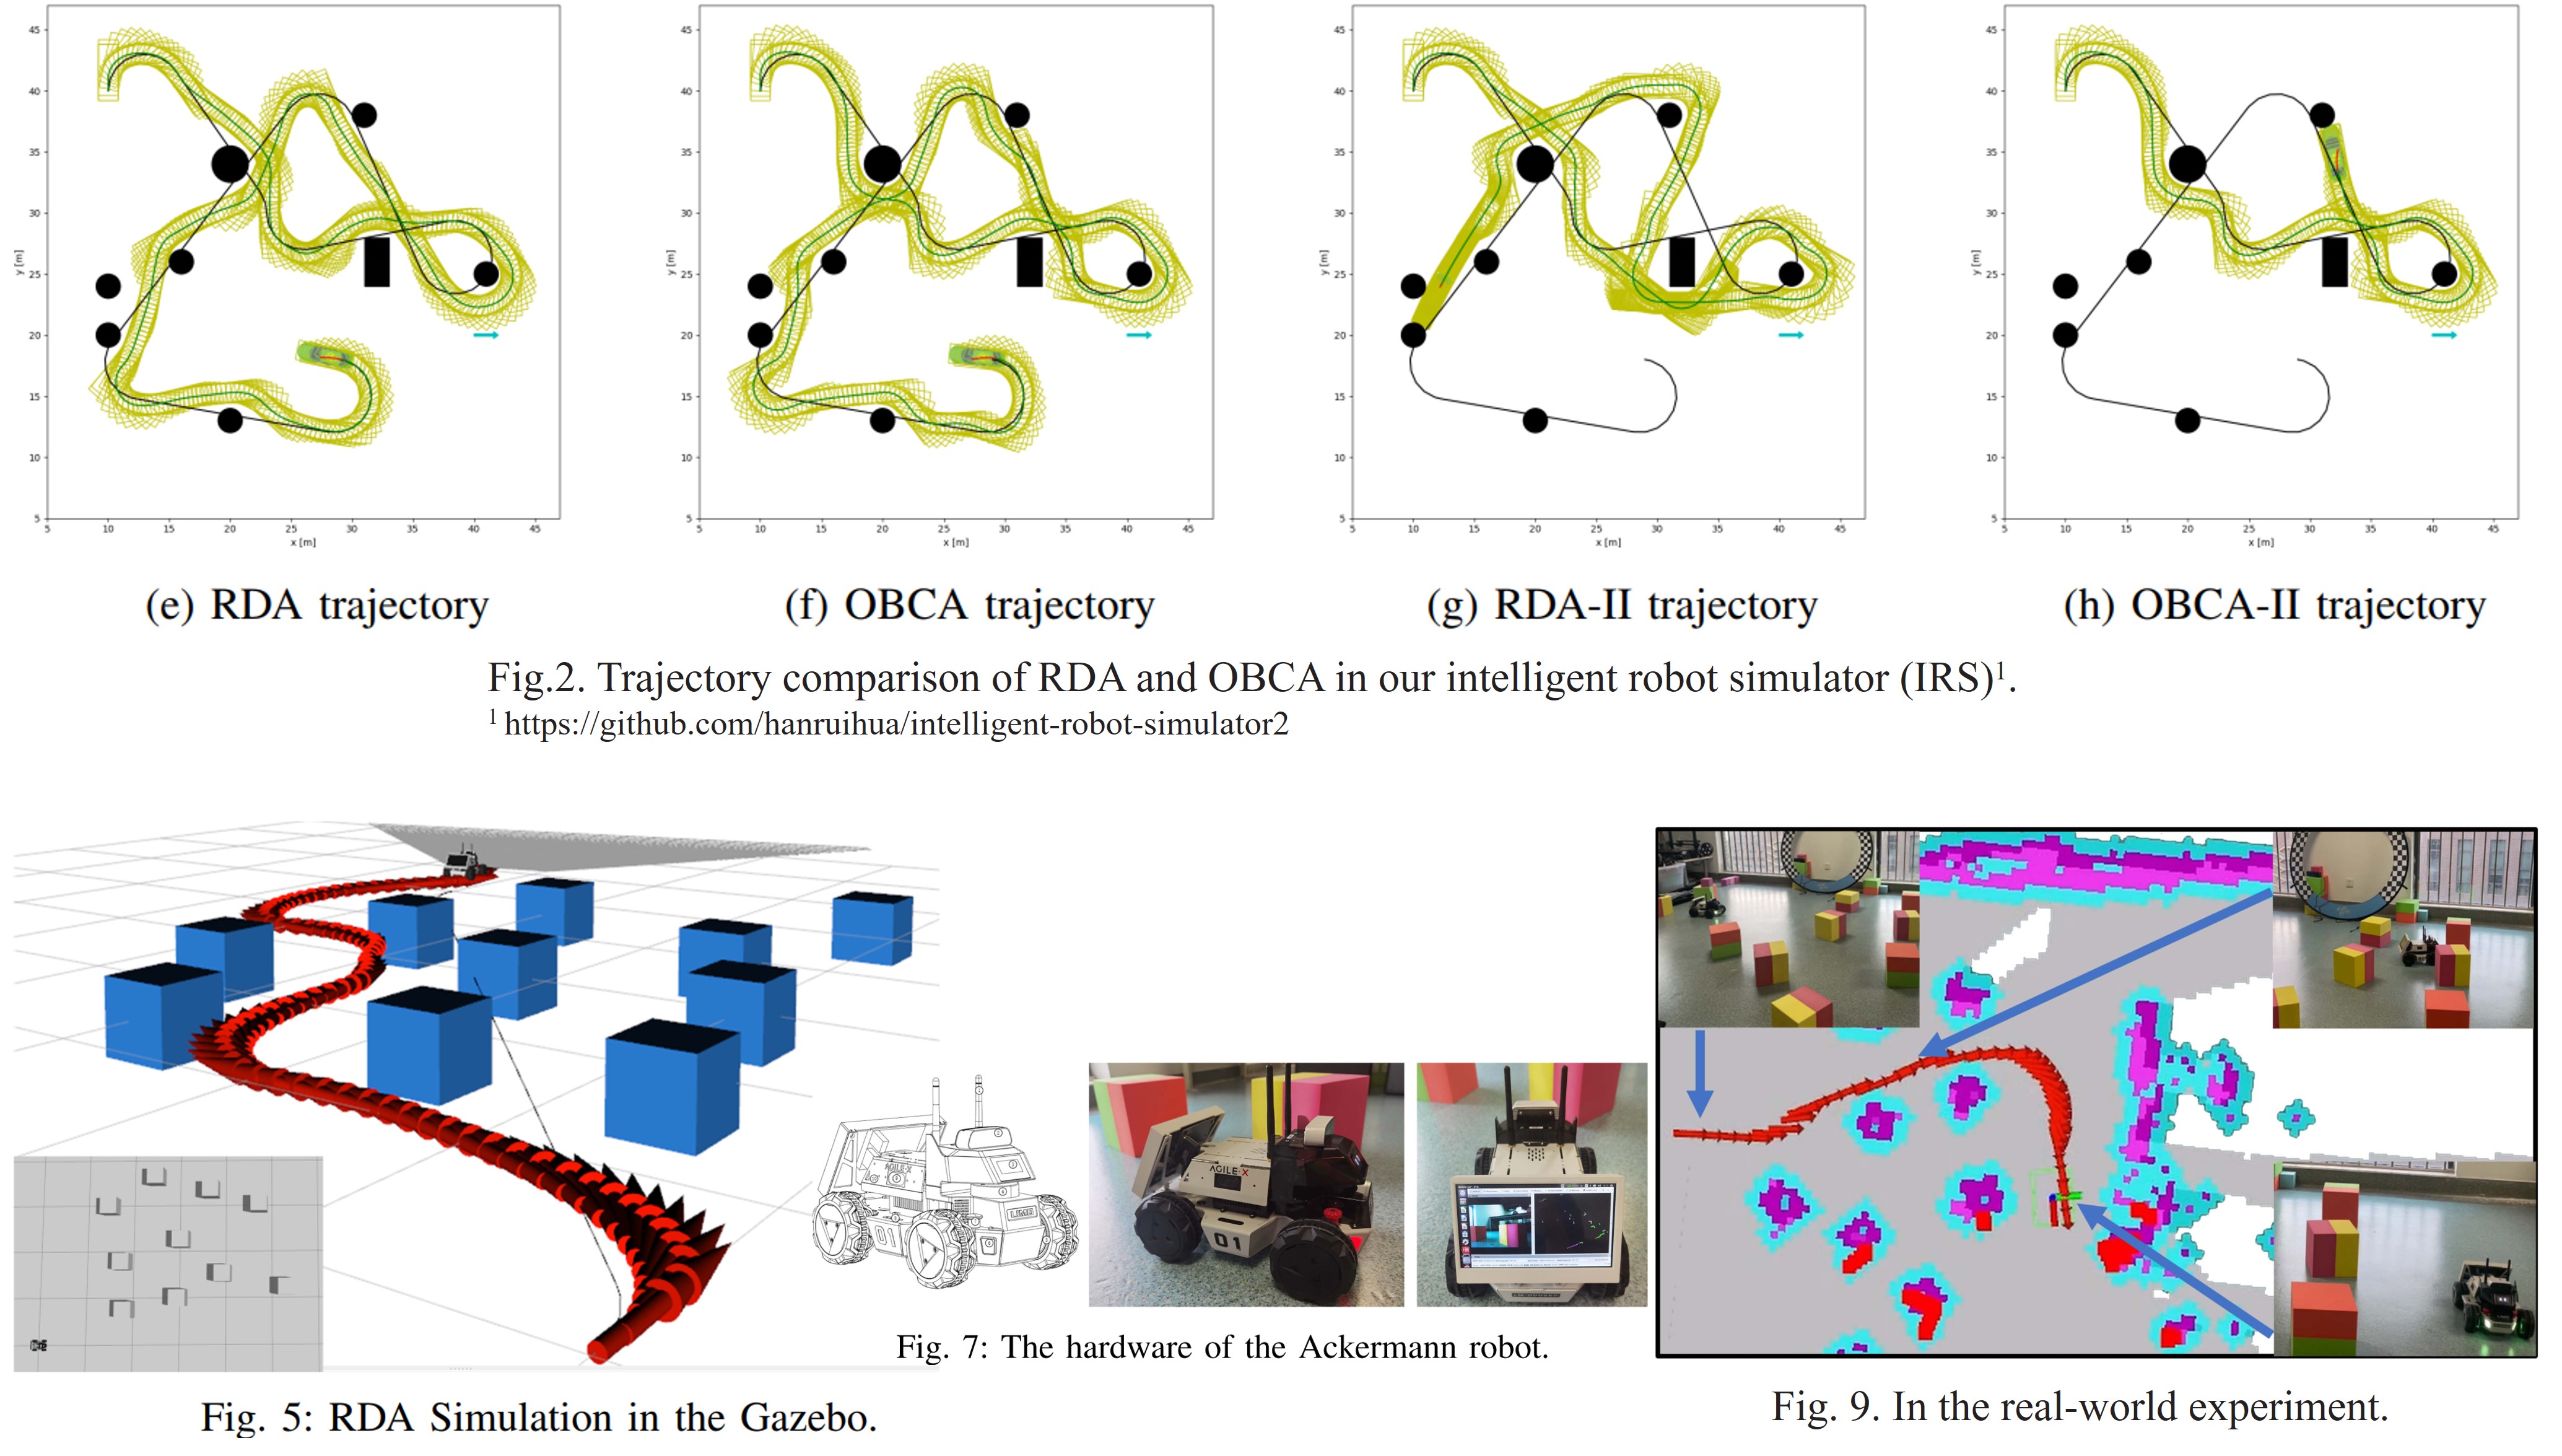 45
40
35
30
25
20
15
10
5
y [m]
5 10 15 20 25 30 35 40 45
x [m]
45
40
35
30
25
20
15
10
5
y [m]
5 10 15 20 25 30 35 40 45
x [m]
45
40
35
30
25
20
15
10
5
y [m]
5 10 15 20 25 30 35 40 45
x [m]
45
40
35
30
25
20
15
10
5
y [m]
5 10 15 20 25 30 35 40 45
x [m]
(e) RDA trajectory
(f) OBCA trajectory
(g) RDA-II trajectory
(h) OBCA-II trajectory
Fig.2. Trajectory comparison of RDA and OBCA in our intelligent robot simulator (IRS)¹.
¹ https://github.com/hanruihua/intelligent-robot-simulator2
AGILE-X
LIMO
01
AGILE-X
01
Fig. 7: The hardware of the Ackermann robot.
Fig. 5: RDA Simulation in the Gazebo.
Fig. 9. In the real-world experiment.